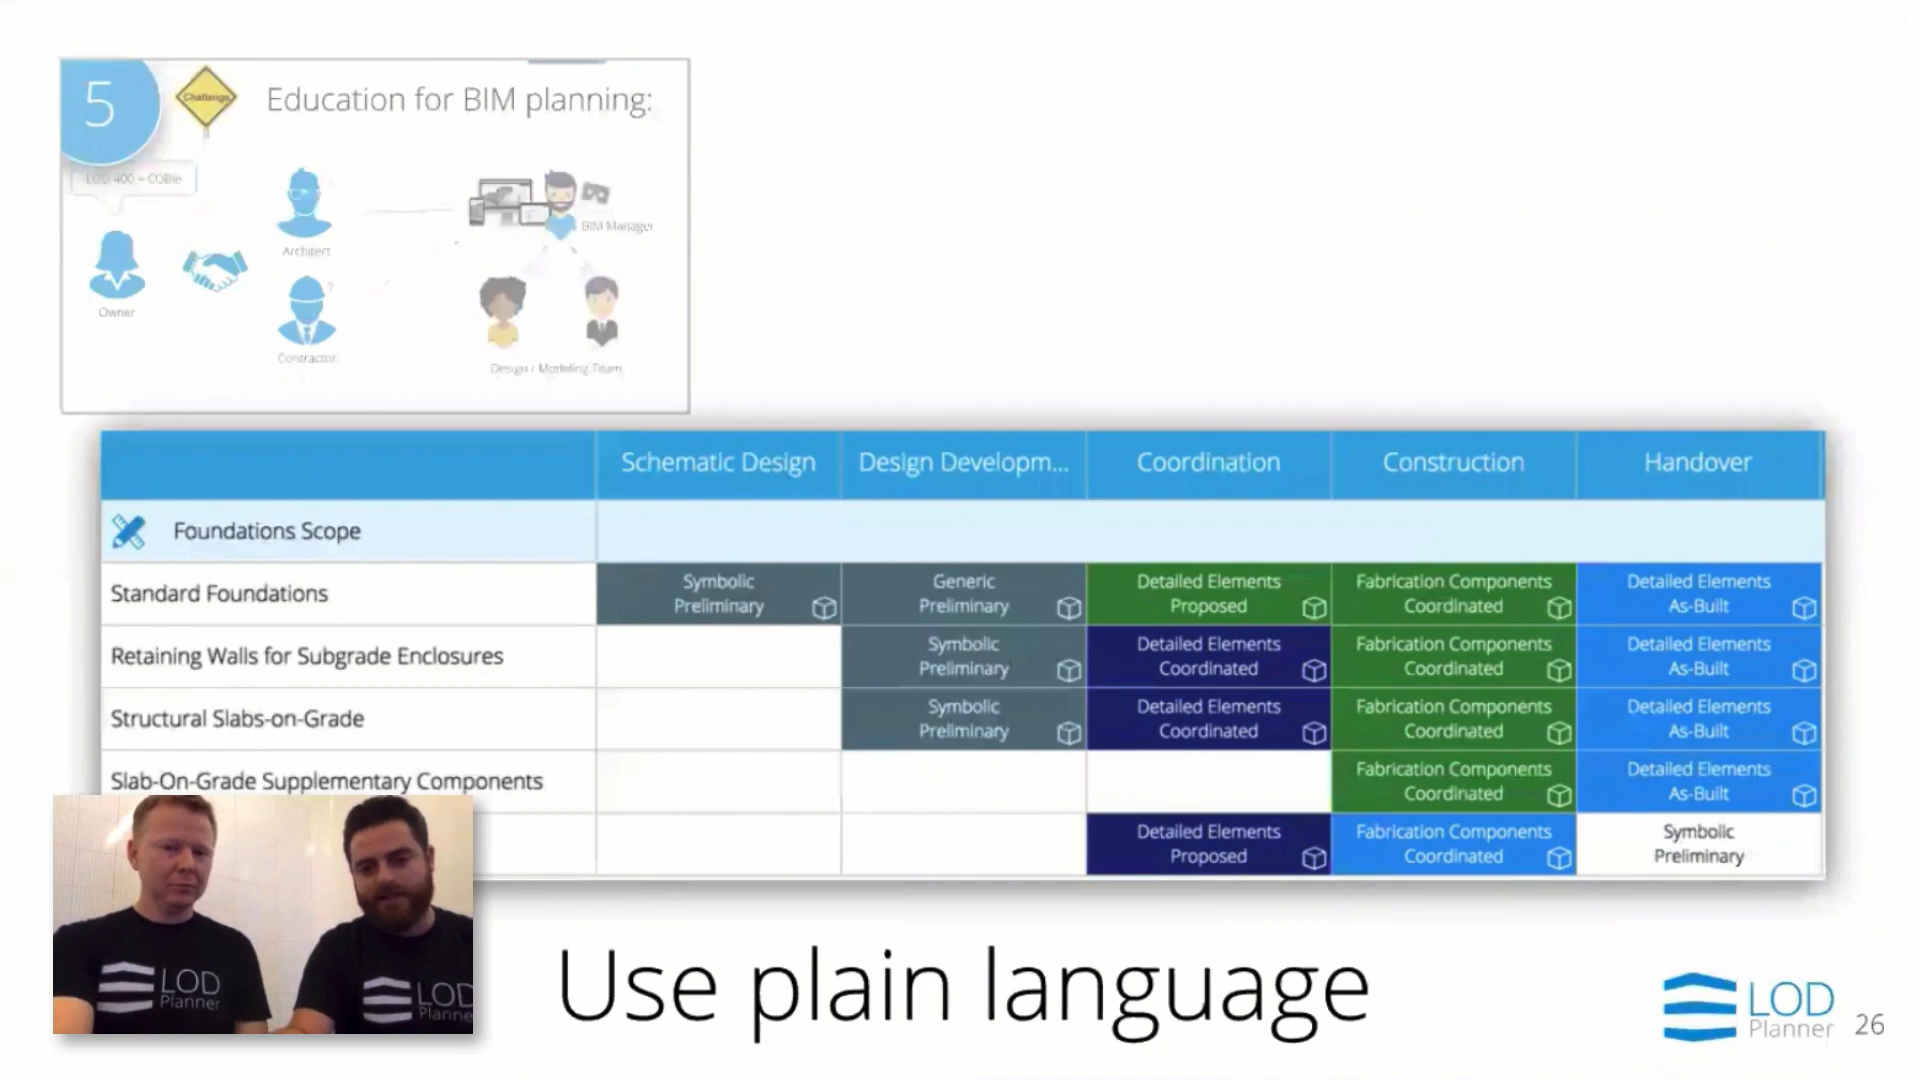 5
Challenge
Education for BIM planning:
LOD 400 + COBie
Architect
BIM Manager
Owner
?
Contractor
Design / Modeling Team
Schematic Design
Design Developm...
Coordination
Construction
Handover
Foundations Scope
Standard Foundations
Symbolic
Preliminary
Generic
Preliminary
Detailed Elements
Proposed
Fabrication Components
Coordinated
Detailed Elements
As-Built
Retaining Walls for Subgrade Enclosures
Symbolic
Preliminary
Detailed Elements
Coordinated
Fabrication Components
Coordinated
Detailed Elements
As-Built
Structural Slabs-on-Grade
Symbolic
Preliminary
Detailed Elements
Coordinated
Fabrication Components
Coordinated
Detailed Elements
As-Built
Slab-On-Grade Supplementary Components
Fabrication Components
Coordinated
Detailed Elements
As-Built
Detailed Elements
Proposed
Fabrication Components
Coordinated
Symbolic
Preliminary
LOD
Planner
LOD
Planne
Use plain language
LOD
Planner
26